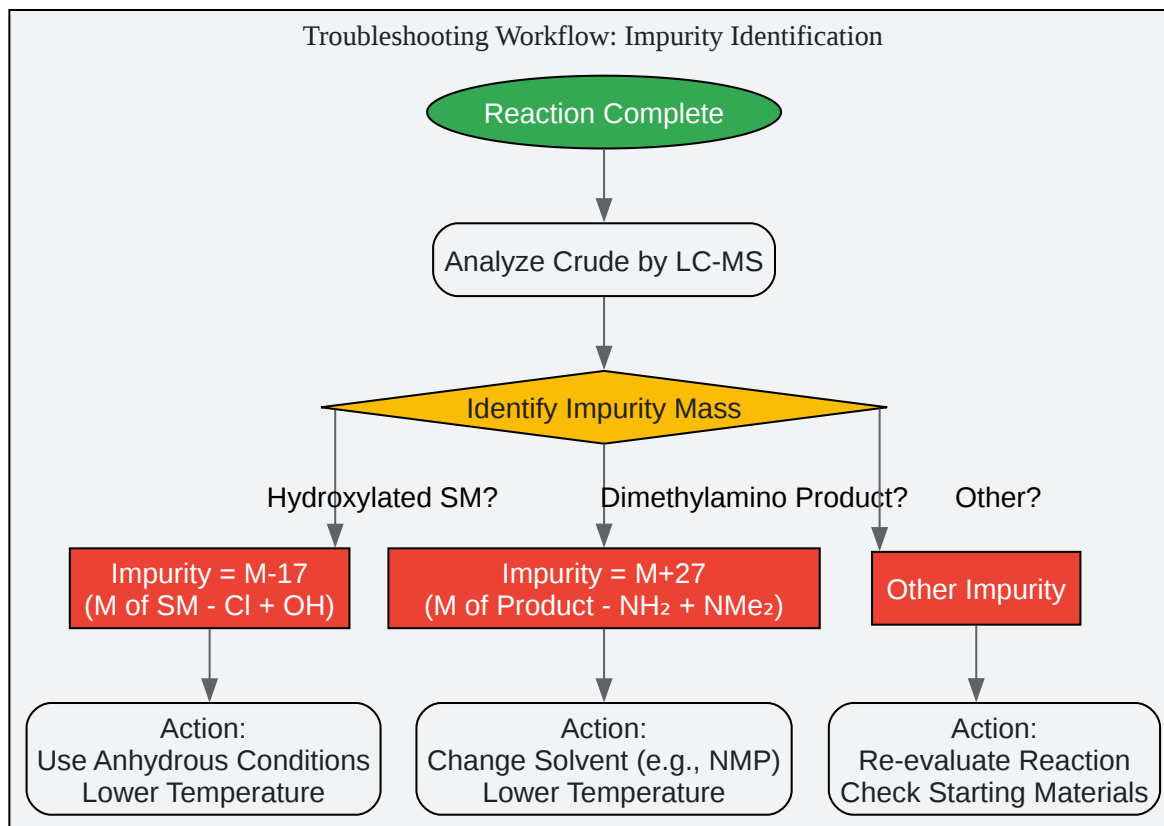 Troubleshooting Workflow: Impurity Identification
Reaction Complete
Analyze Crude by LC-MS
Identify Impurity Mass
Hydroxylated SM?
Dimethylamino Product?
Other?
Impurity = M-17
(M of SM - Cl + OH)
Impurity = M+27
(M of Product - NH₂ + NMe₂)
Other Impurity
Action:
Use Anhydrous Conditions
Lower Temperature
Action:
Change Solvent (e.g., NMP)
Lower Temperature
Action:
Re-evaluate Reaction
Check Starting Materials